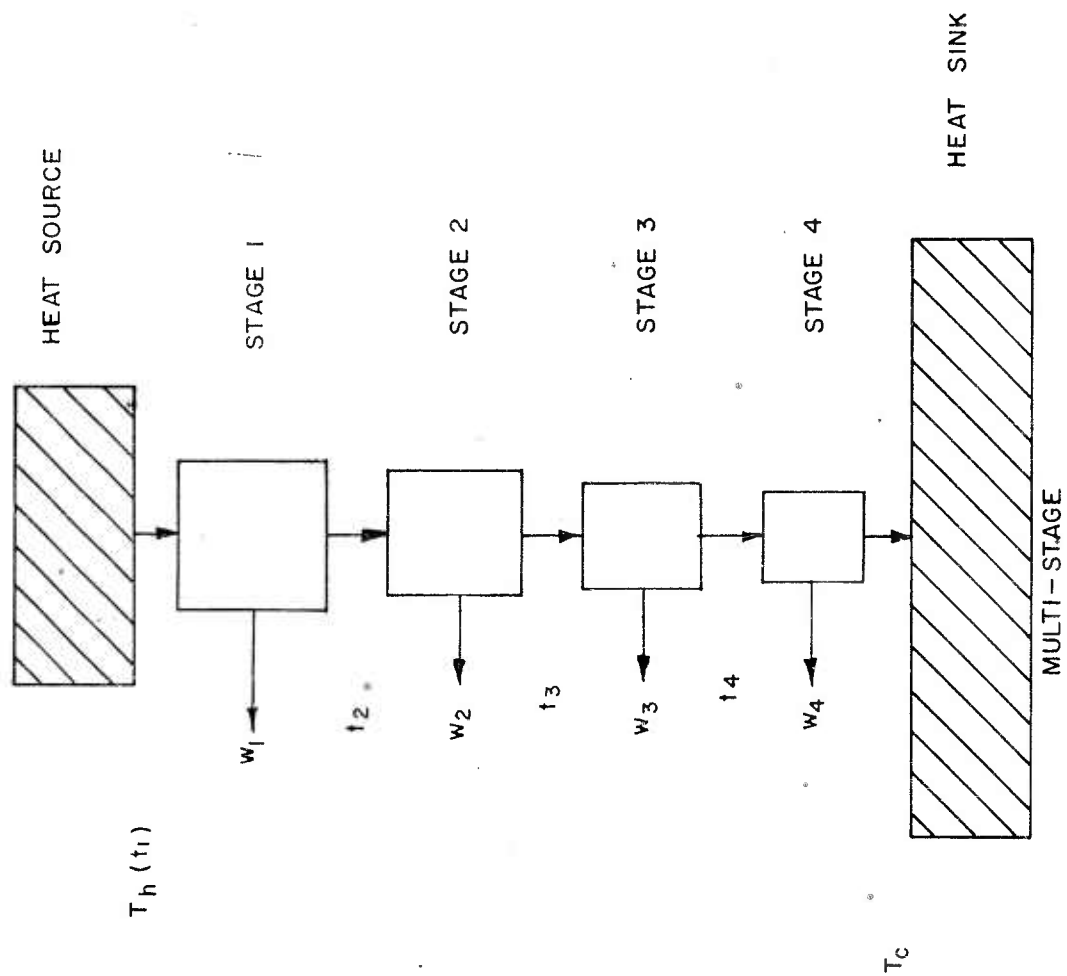 HEAT SOURCE
T_h (t_1)
STAGE 1
w_1
t_2
STAGE 2
w_2
t_3
STAGE 3
w_3
t_4
STAGE 4
w_4
T_c
HEAT SINK
MULTI-STAGE